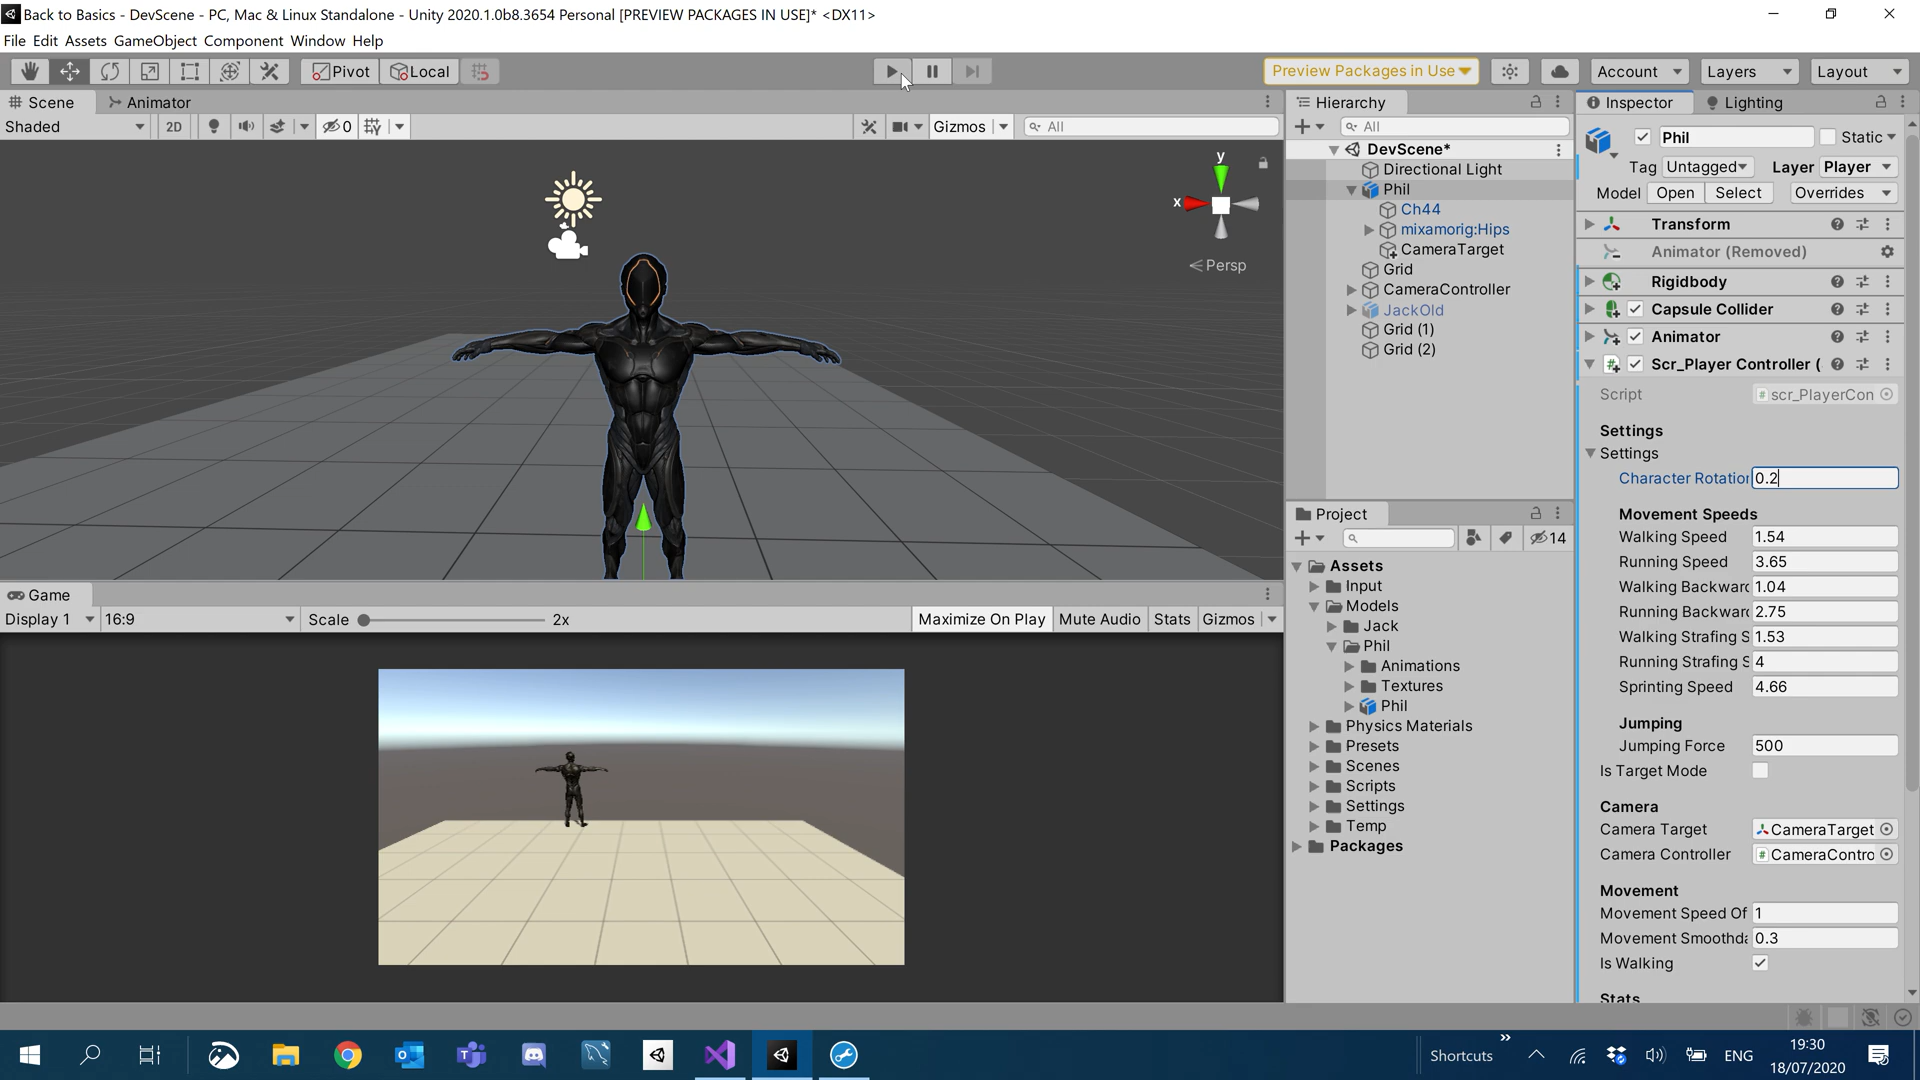 Back to Basics - DevScene - PC, Mac & Linux Standalone - Unity 2020.1.0b8.3654 Personal [PREVIEW PACKAGES IN USE]* <DX11>
File Edit Assets GameObject Component Window Help
Pivot Local Preview Packages in Use Account Layers Layout
Scene Animator
Shaded 2D 0 Gizmos All
y
x
Persp
Hierarchy
All
DevScene*
Directional Light
Phil
Ch44
mixamorig:Hips
CameraTarget
Grid
CameraController
JackOld
Grid (1)
Grid (2)
Game
Display 1 16:9 Scale 2x Maximize On Play Mute Audio Stats Gizmos
Project
14
Assets
Input
Models
Jack
Phil
Animations
Textures
Phil
Physics Materials
Presets
Scenes
Scripts
Settings
Temp
Packages
Inspector Lighting
Phil Static
Tag Untagged Layer Player
Model Open Select Overrides
Transform
Animator (Removed)
Rigidbody
Capsule Collider
Animator
Scr_Player Controller (
Script scr_PlayerCon
Settings
Settings
Character Rotation 0.2
Movement Speeds
Walking Speed 1.54
Running Speed 3.65
Walking Backwarc 1.04
Running Backwarc 2.75
Walking Strafing S 1.53
Running Strafing S 4
Sprinting Speed 4.66
Jumping
Jumping Force 500
Is Target Mode
Camera
Camera Target CameraTarget
Camera Controller CameraContro
Movement
Movement Speed Of 1
Movement Smoothda 0.3
Is Walking
Stats
Shortcuts ENG 19:30
18/07/2020